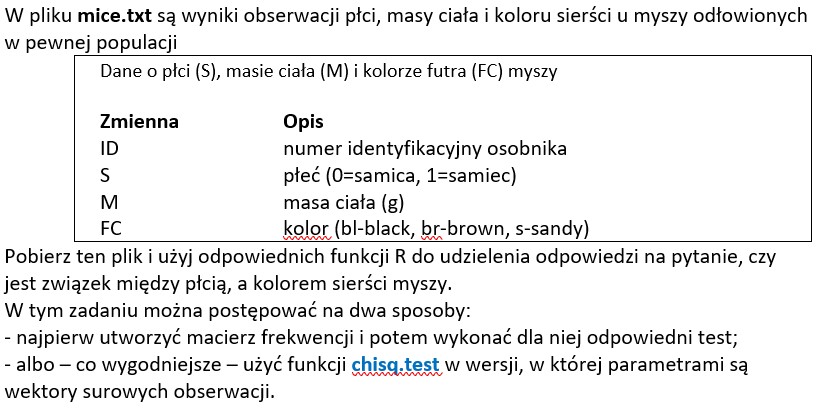 W pliku mice.txt są wyniki obserwacji płci, masy ciała i koloru sierści u myszy odłowionych
w pewnej populacji
Dane o płci (S), masie ciała (M) i kolorze futra (FC) myszy
Zmienna Opis
ID numer identyfikacyjny osobnika
S płeć (0=samica, 1=samiec)
M masa ciała (g)
FC kolor (bl-black, br-brown, s-sandy)
Pobierz ten plik i użyj odpowiednich funkcji R do udzielenia odpowiedzi na pytanie, czy
jest związek między płcią, a kolorem sierści myszy.
W tym zadaniu można postępować na dwa sposoby:
- najpierw utworzyć macierz frekwencji i potem wykonać dla niej odpowiedni test;
- albo – co wygodniejsze – użyć funkcji chisq.test w wersji, w której parametrami są
wektory surowych obserwacji.